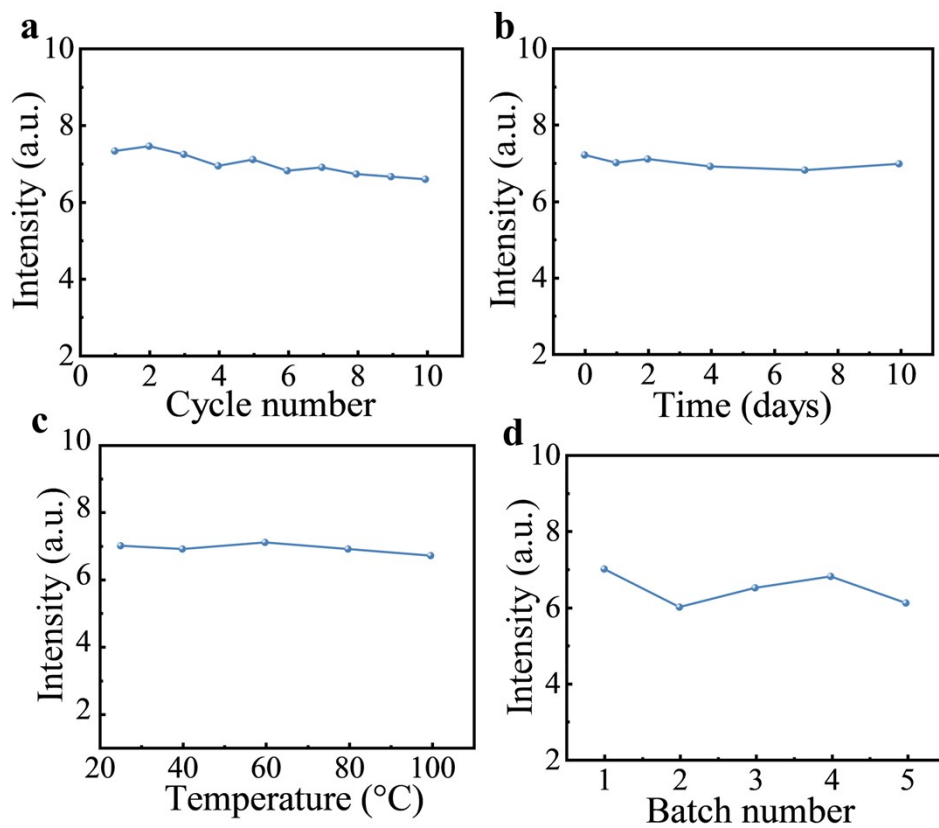 a
10
8
6
4
2
Intensity (a.u.)
0 2 4 6 8 10
Cycle number
b
10
8
6
4
2
Intensity (a.u.)
0 2 4 6 8 10
Time (days)
c
10
8
6
4
2
Intensity (a.u.)
20 40 60 80 100
Temperature (°C)
d
10
8
6
4
2
Intensity (a.u.)
1 2 3 4 5
Batch number